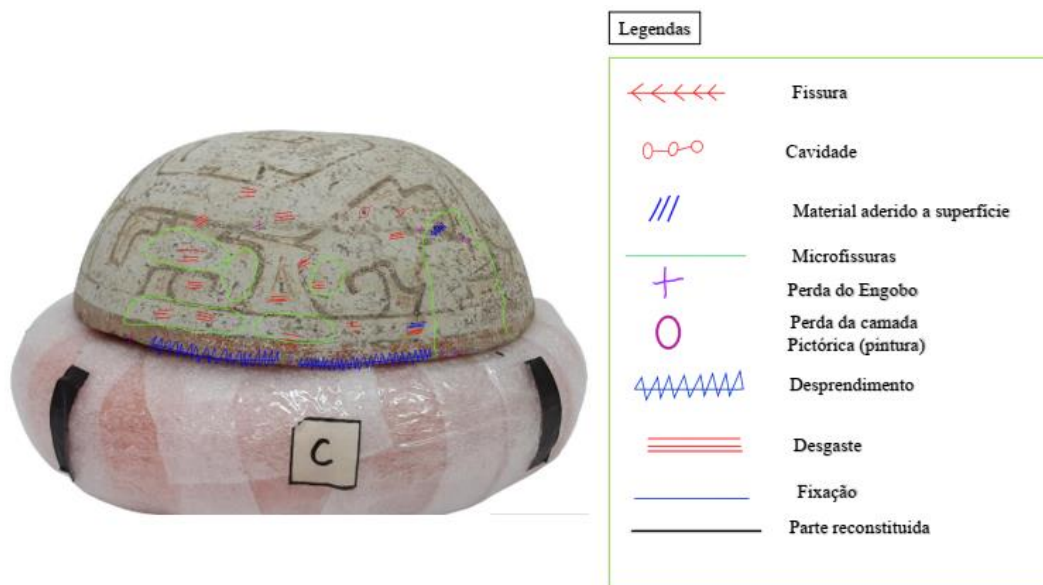 Legendas
Fissura
Cavidade
Material aderido a superfície
Microfissuras
Perda do Engobo
Perda da camada
Pictórica (pintura)
Desprendimento
Desgaste
Fixação
Parte reconstituida
C